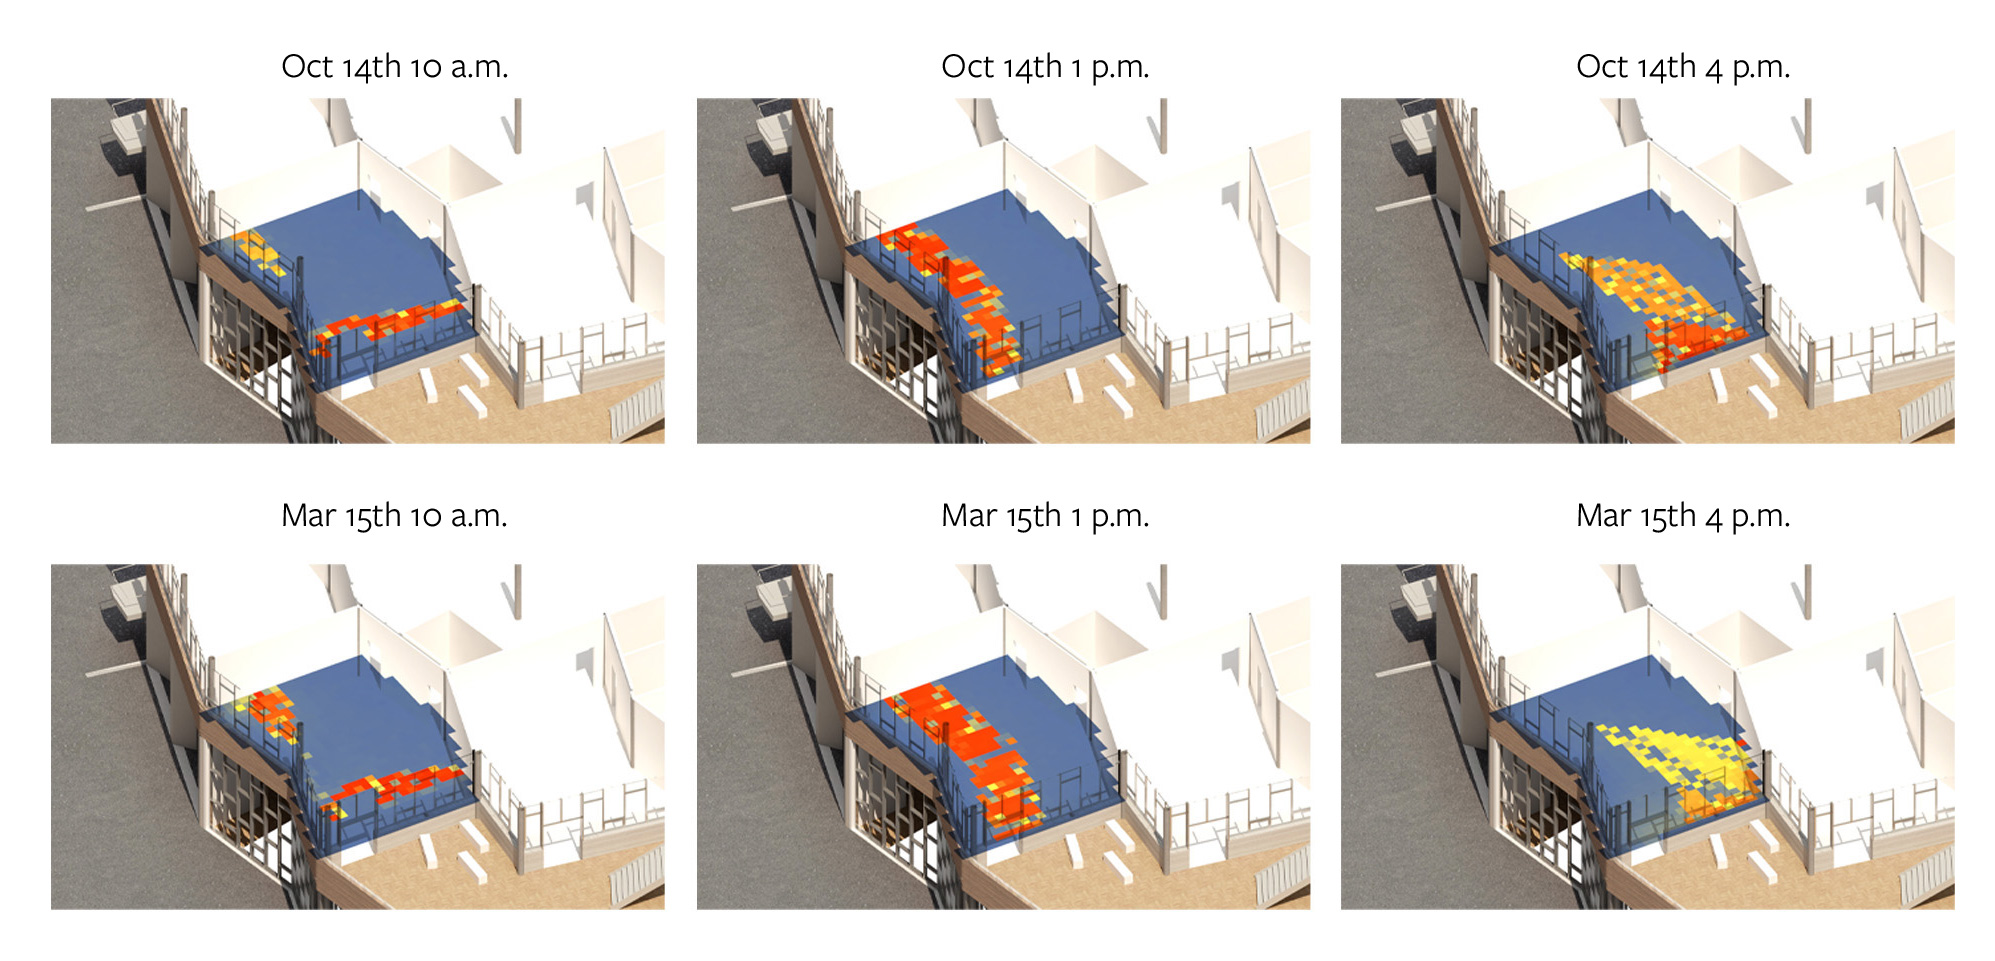 Oct 14th 10 a.m.
Oct 14th 1 p.m.
Oct 14th 4 p.m.
Mar 15th 10 a.m.
Mar 15th 1 p.m.
Mar 15th 4 p.m.